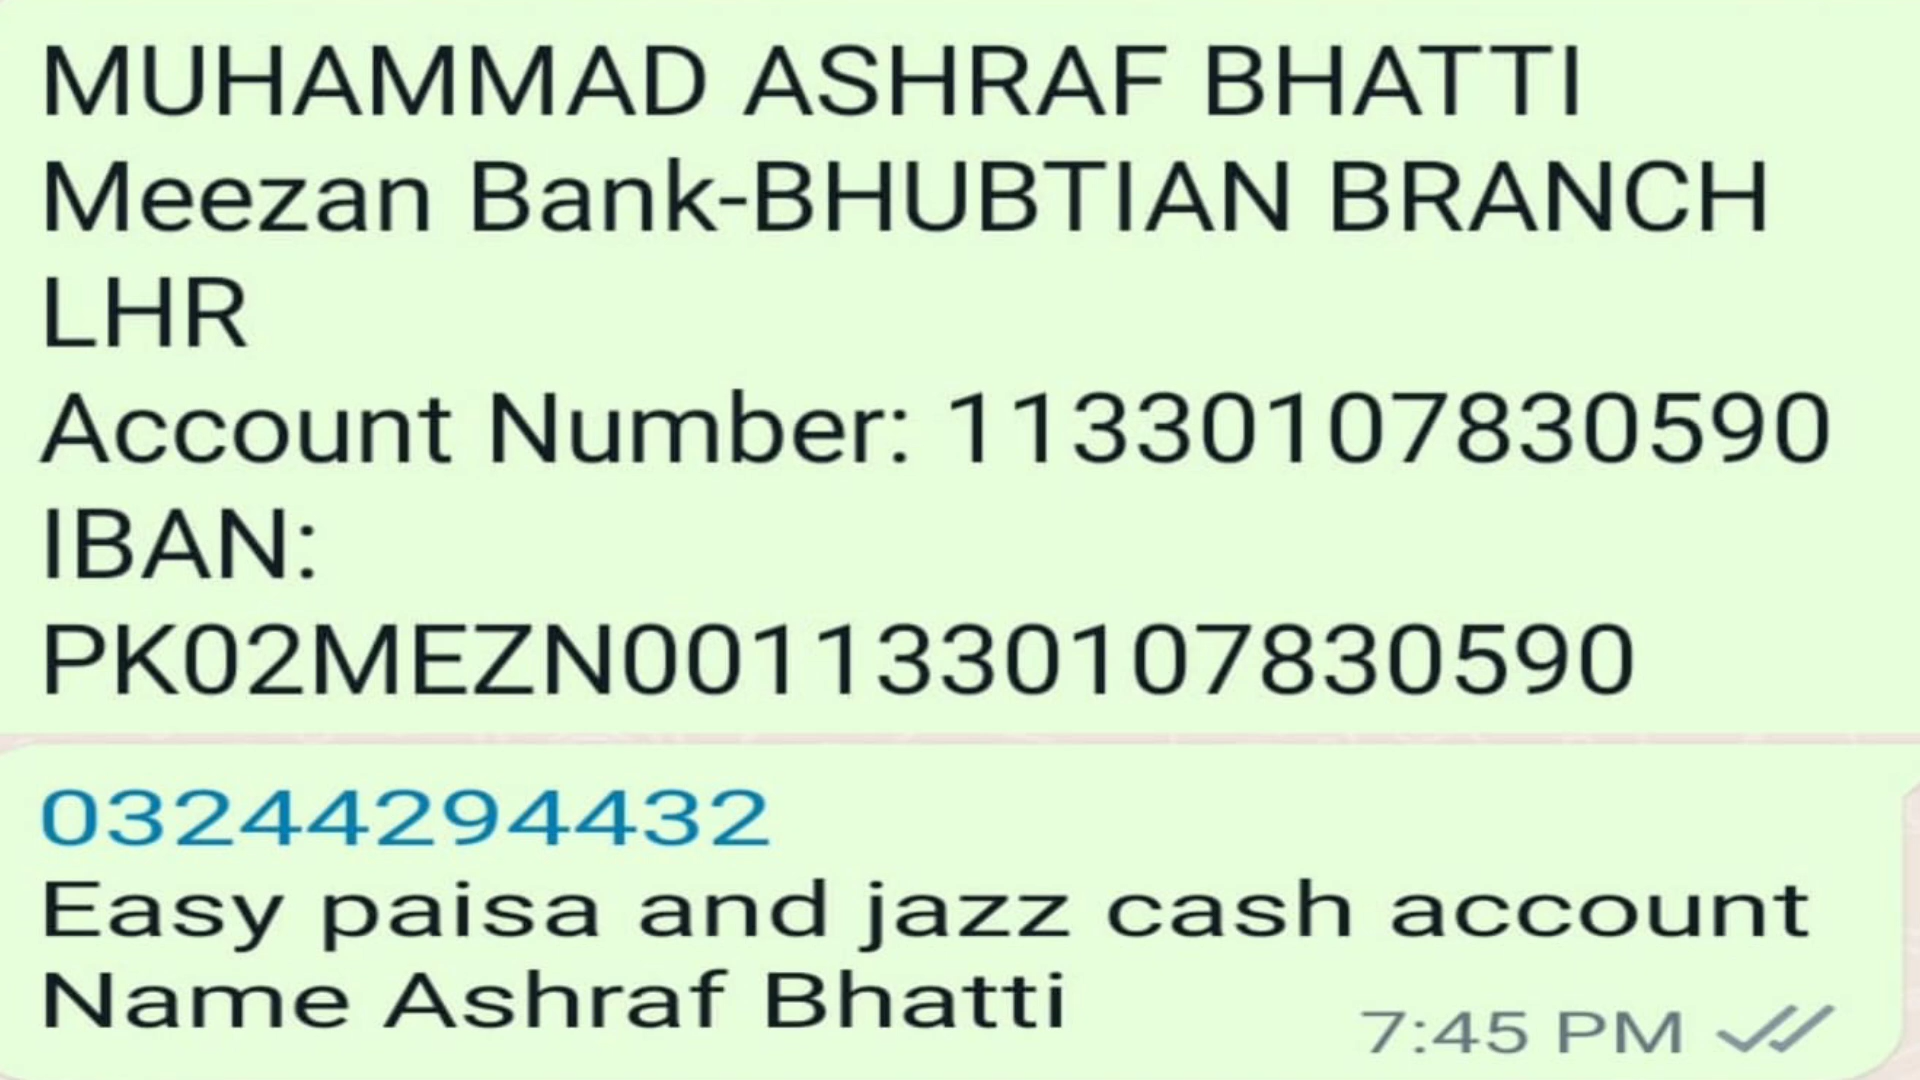 MUHAMMAD ASHRAF BHATTI
Meezan Bank-BHUBTIAN BRANCH
LHR
Account Number: 11330107830590
IBAN:
PK02MEZN0011330107830590
03244294432
Easy paisa and jazz cash account
Name Ashraf Bhatti
7:45 PM